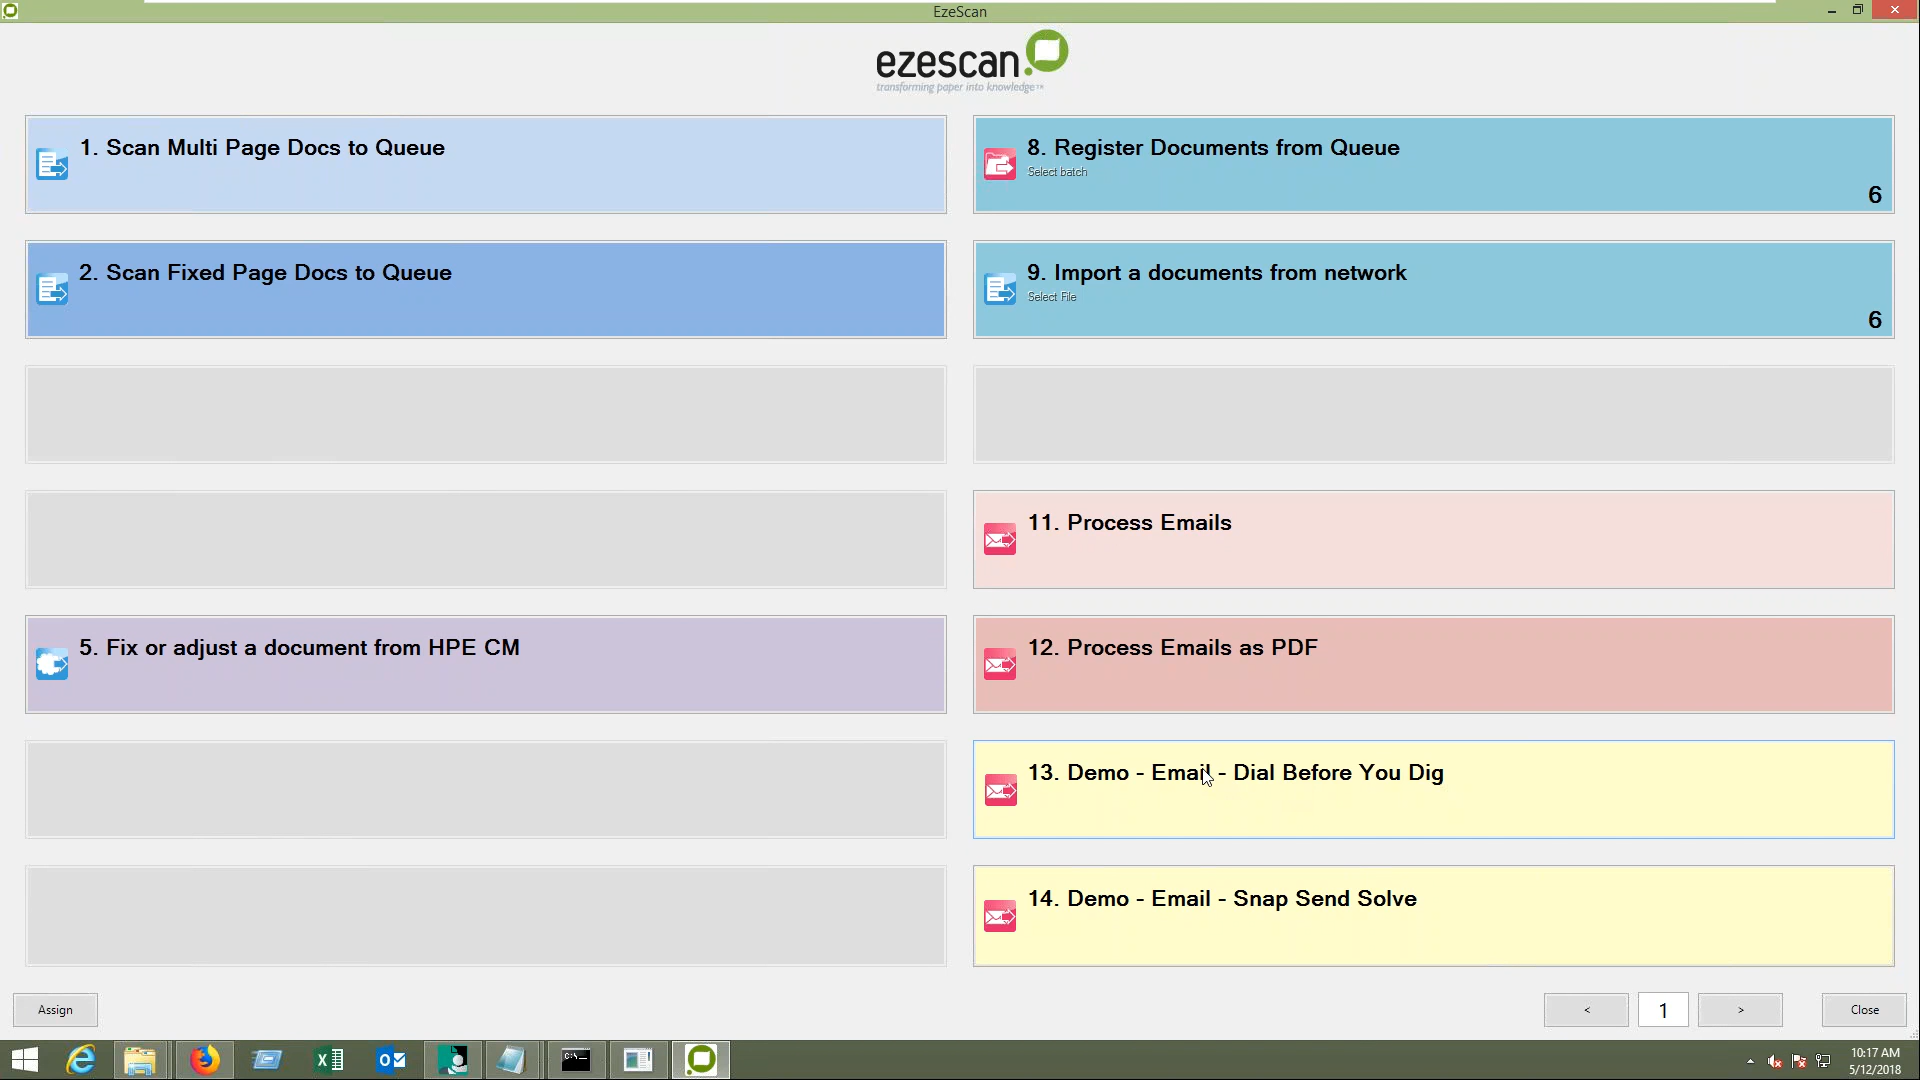 EzeScan
ezescan
transforming paper into knowledge™
1. Scan Multi Page Docs to Queue
8. Register Documents from Queue
Select batch
6
2. Scan Fixed Page Docs to Queue
9. Import a documents from network
Select File
6
11. Process Emails
5. Fix or adjust a document from HPE CM
12. Process Emails as PDF
13. Demo - Email - Dial Before You Dig
14. Demo - Email - Snap Send Solve
Assign
<
1
>
Close
10:17 AM
5/12/2018